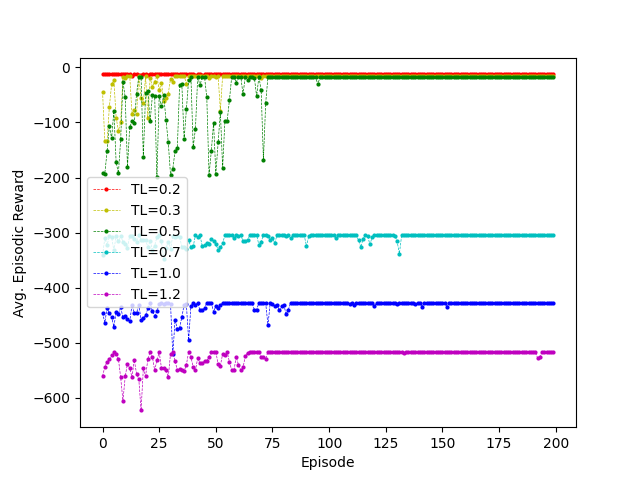 0
−100
−200
−300
−400
−500
−600
Avg. Episodic Reward
TL=0.2
TL=0.3
TL=0.5
TL=0.7
TL=1.0
TL=1.2
0 25 50 75 100 125 150 175 200
Episode